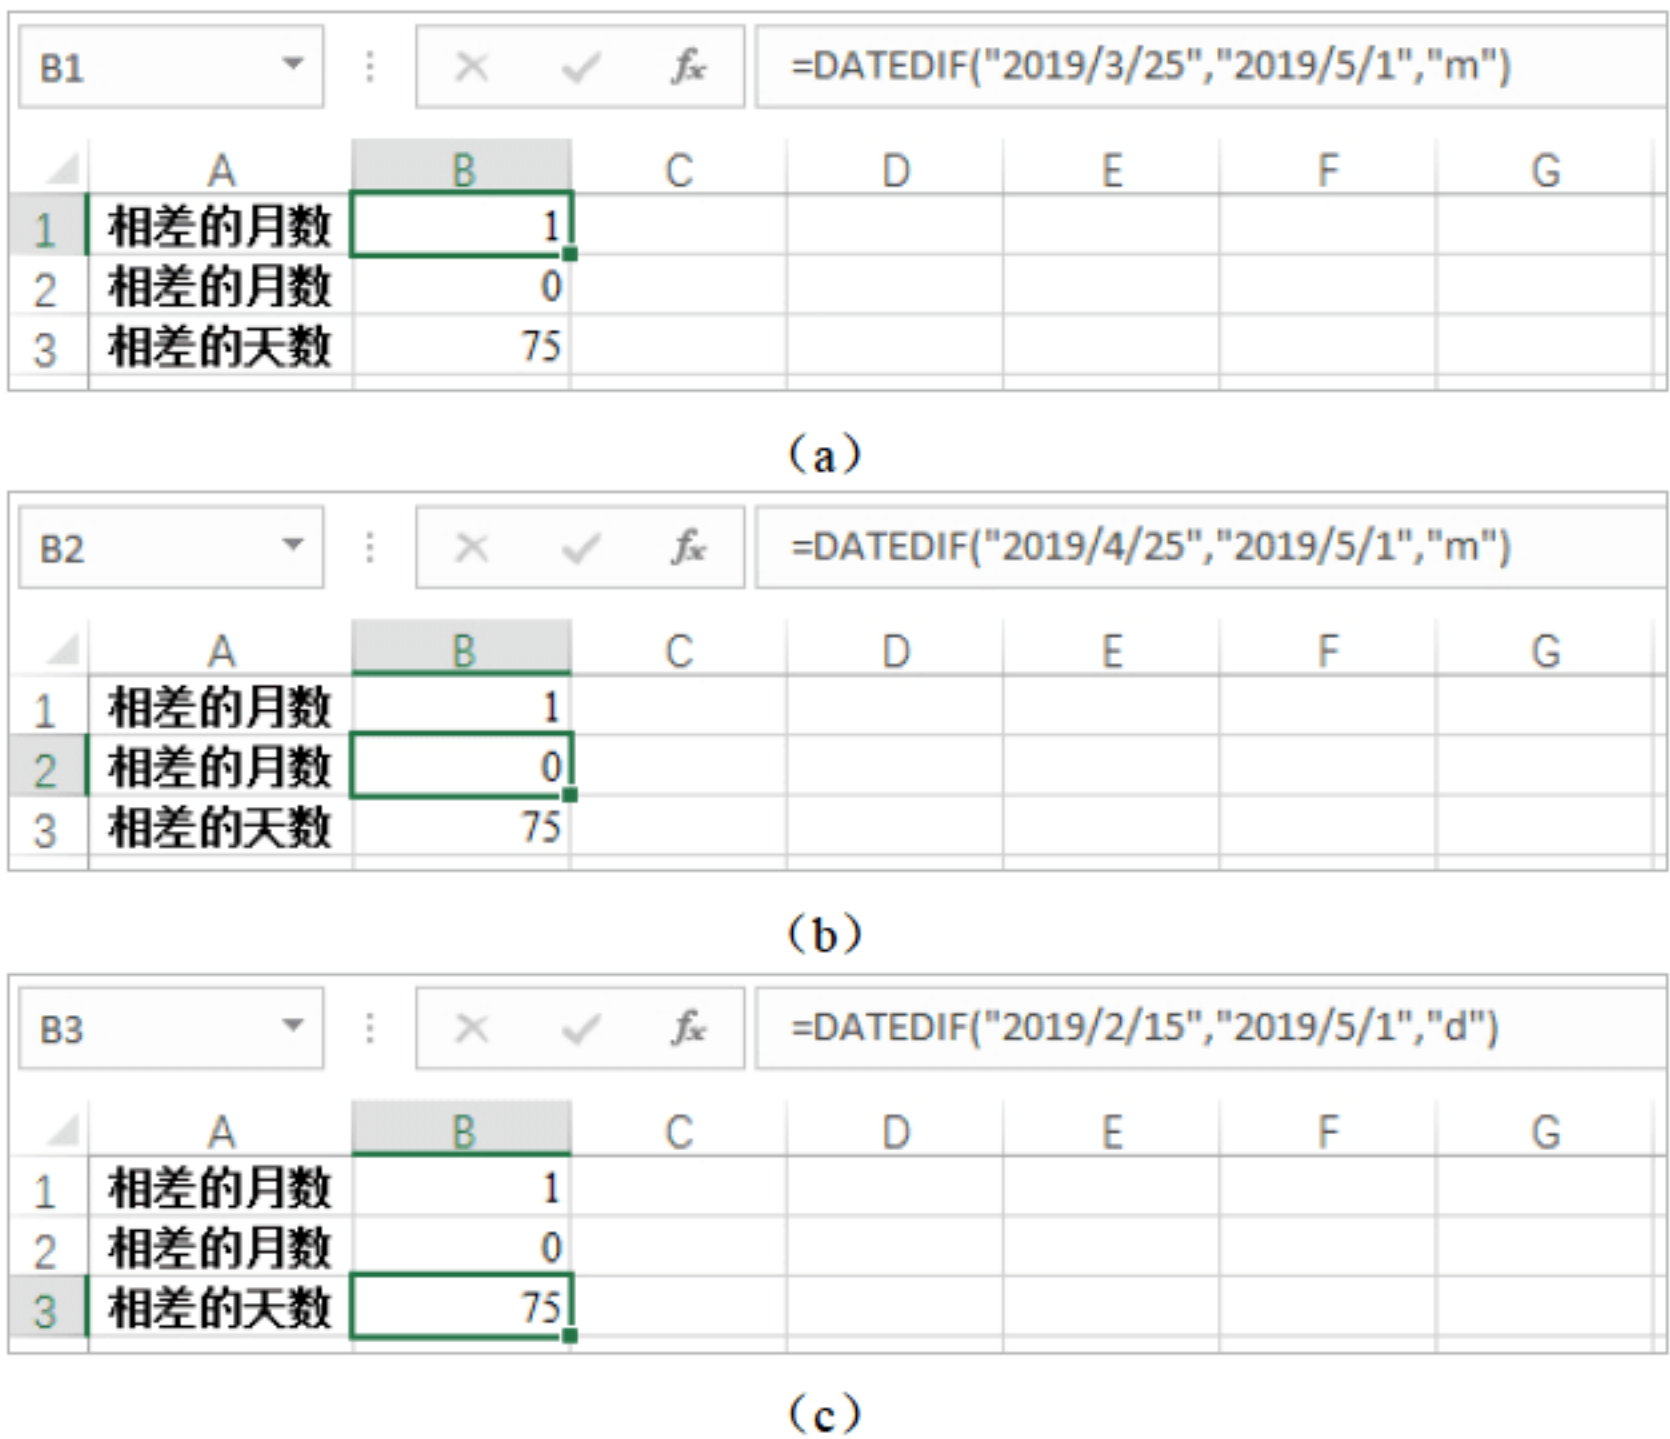 B1 fx =DATEDIF("2019/3/25","2019/5/1","m")
A B C D E F G
1 相差的月数 1
2 相差的月数 0
3 相差的天数 75
（a）
B2 fx =DATEDIF("2019/4/25","2019/5/1","m")
A B C D E F G
1 相差的月数 1
2 相差的月数 0
3 相差的天数 75
（b）
B3 fx =DATEDIF("2019/2/15","2019/5/1","d")
A B C D E F G
1 相差的月数 1
2 相差的月数 0
3 相差的天数 75
（c）